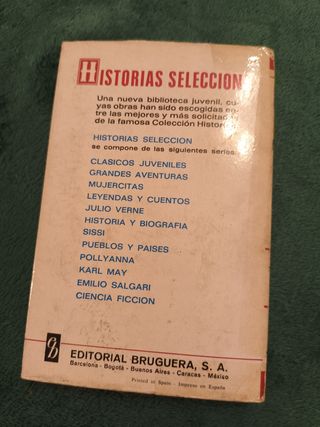 HISTORIAS SELECCION
Una nueva biblioteca juvenil, cu-
yas obras han sido escogidas en-
tre las mejores y más solicitadas
de la famosa Colección Historias.
HISTORIAS SELECCION
se compone de las siguientes series:
CLASICOS JUVENILES
GRANDES AVENTURAS
MUJERCITAS
LEYENDAS Y CUENTOS
JULIO VERNE
HISTORIA Y BIOGRAFIA
SISSI
PUEBLOS Y PAISES
POLLYANNA
KARL MAY
EMILIO SALGARI
CIENCIA FICCION
EDITORIAL BRUGUERA, S. A.
Barcelona - Bogotá - Buenos Aires - Caracas - México
Printed in Spain - Impreso en España